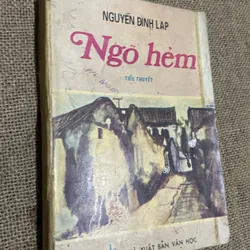 NGUYỄN ĐÌNH LẠP
Ngõ hẻm
TIỂU THUYẾT
XUẤT BẢN VĂN HỌC